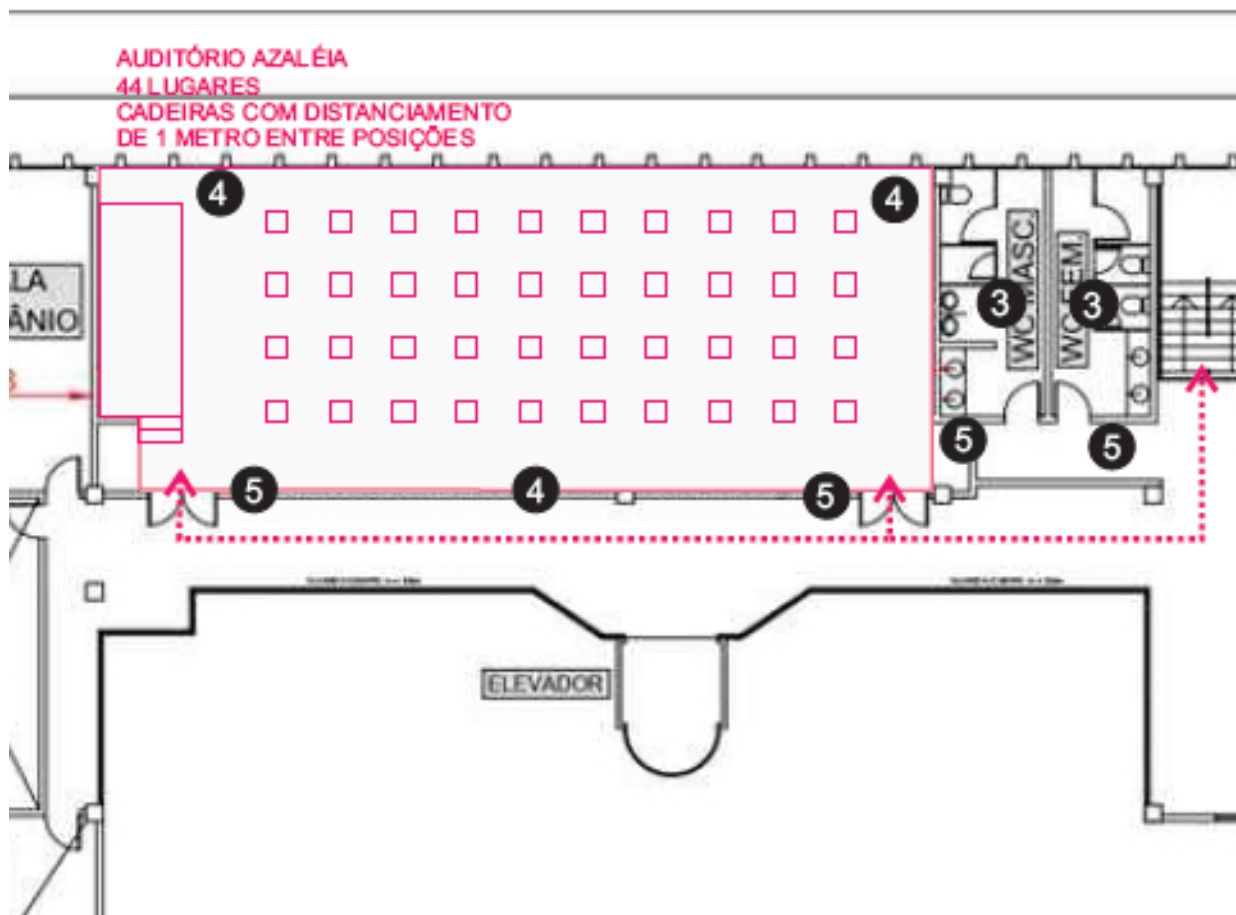 AUDITÓRIO AZALÉIA
44 LUGARES
CADEIRAS COM DISTANCIAMENTO
DE 1 METRO ENTRE POSIÇÕES
4
4
LA
ÂNIO
WC MASC.
WC FEM.
3
3
5
5
5
4
5
ELEVADOR